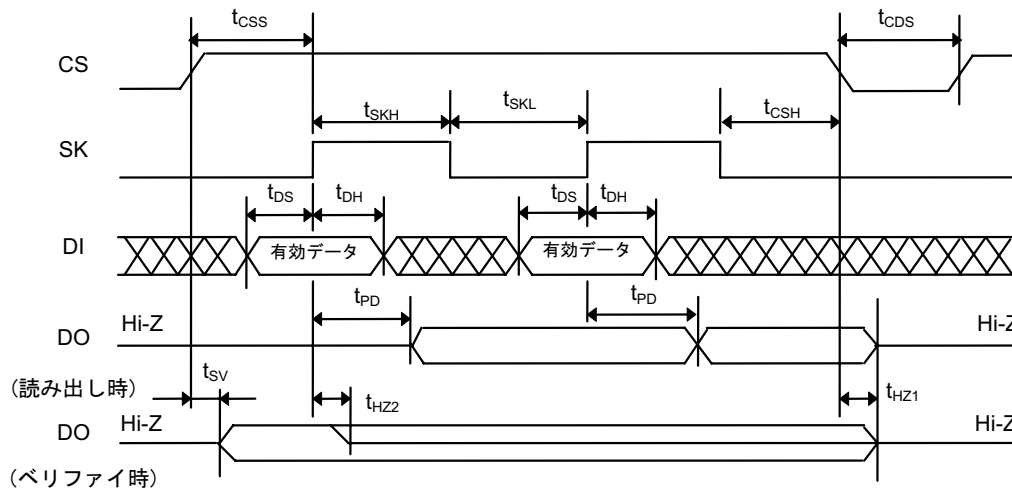 tCSS
tCDS
CS
tSKH
tSKL
tCSH
SK
tDS
tDH
tDS
tDH
DI
有効データ
有効データ
tPD
tPD
Hi-Z
Hi-Z
DO
(読み出し時)
tSV
tHZ2
tHZ1
Hi-Z
Hi-Z
DO
(ベリファイ時)